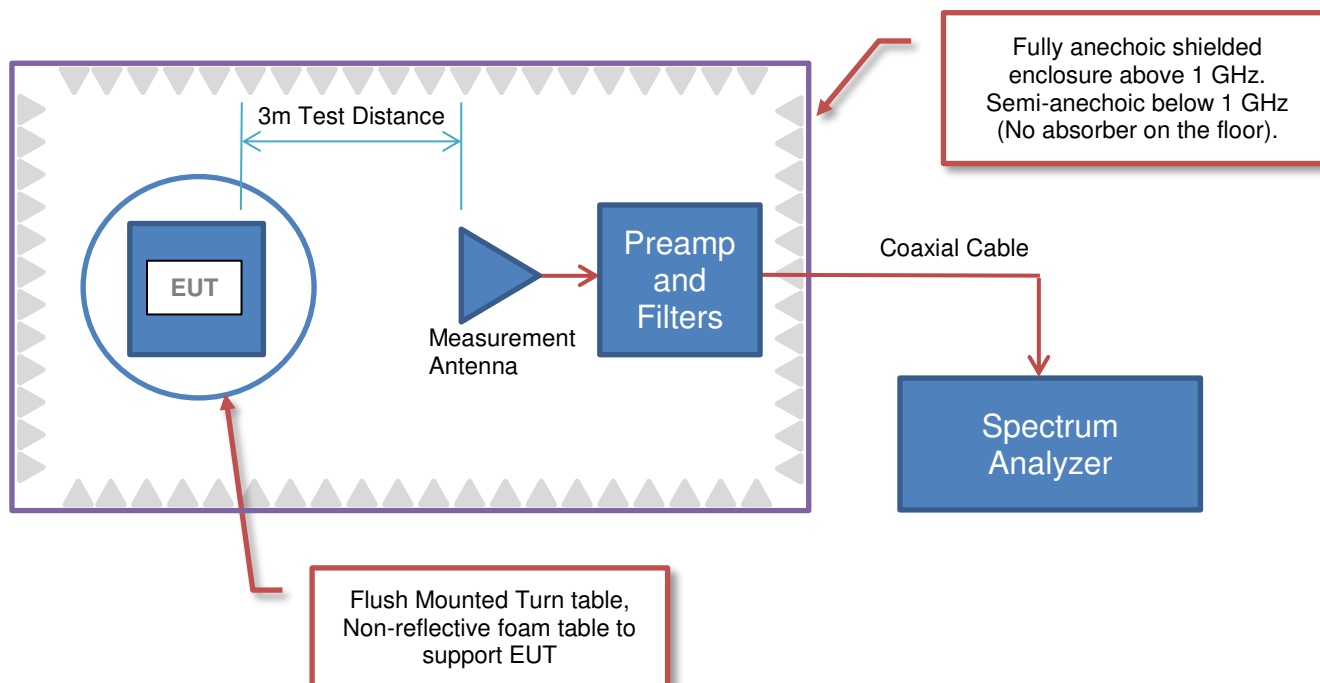 Fully anechoic shielded
enclosure above 1 GHz.
Semi-anechoic below 1 GHz
(No absorber on the floor).
3m Test Distance
EUT
Measurement
Antenna
Preamp
and
Filters
Coaxial Cable
Spectrum
Analyzer
Flush Mounted Turn table,
Non-reflective foam table to
support EUT